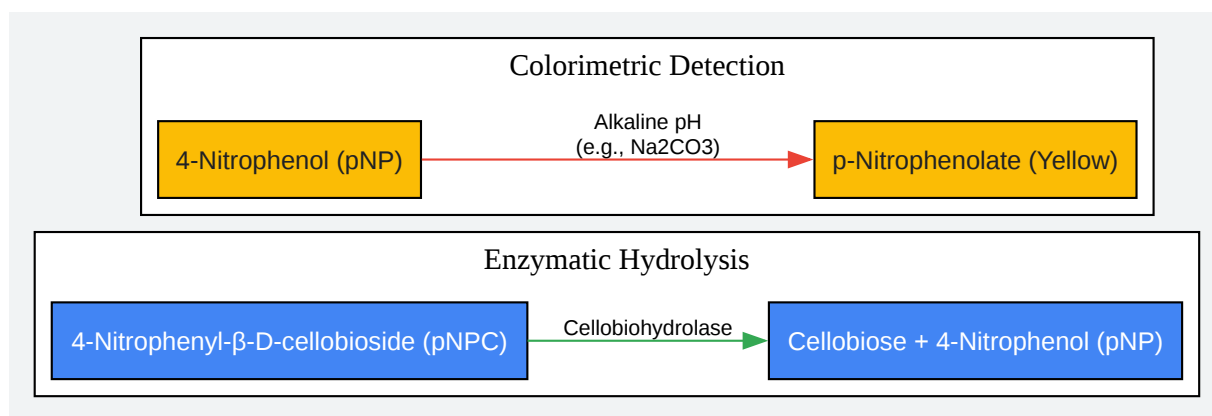 Colorimetric Detection
4-Nitrophenol (pNP)
Alkaline pH
(e.g., Na2CO3)
p-Nitrophenolate (Yellow)
Enzymatic Hydrolysis
4-Nitrophenyl-β-D-cellobioside (pNPC)
Cellobiohydrolase
Cellobiose + 4-Nitrophenol (pNP)